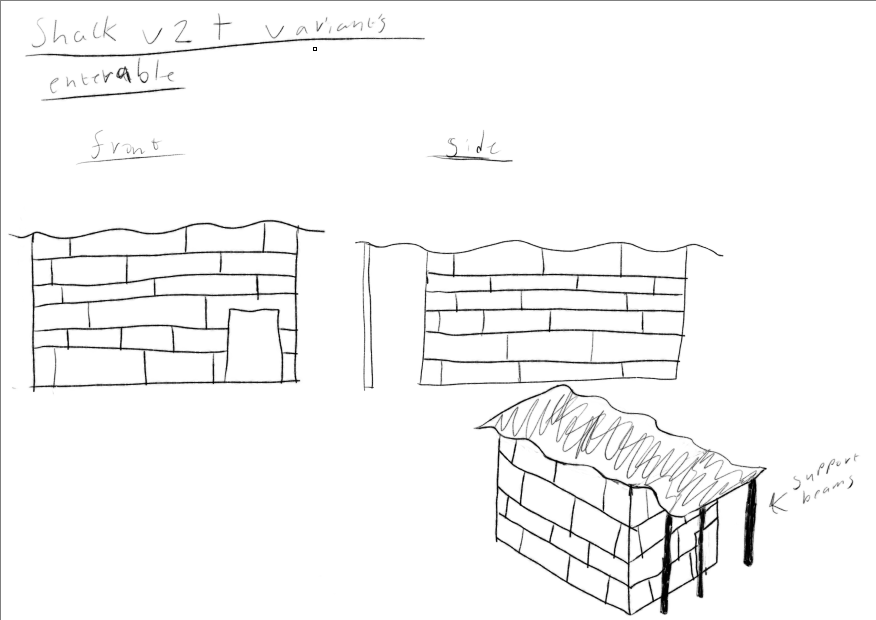 Shack v2 + variants
enterable
front
side
support
beams